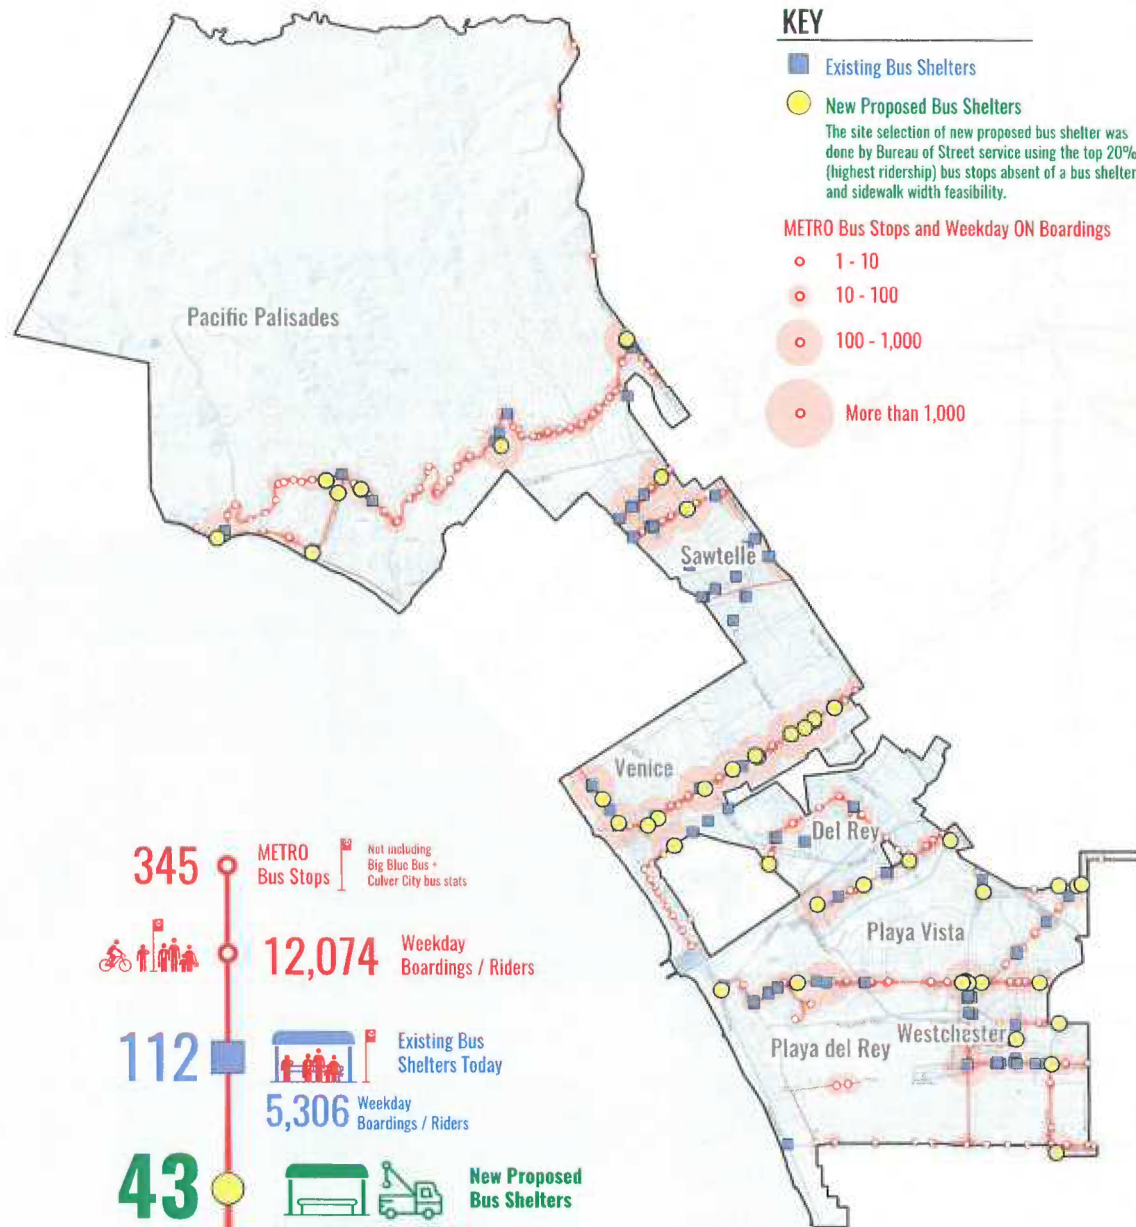 KEY
Existing Bus Shelters
New Proposed Bus Shelters
The site selection of new proposed bus shelter was
done by Bureau of Street service using the top 20%
(highest ridership) bus stops absent of a bus shelter
and sidewalk width feasibility.
METRO Bus Stops and Weekday ON Boardings
1 - 10
10 - 100
100 - 1,000
More than 1,000
Pacific Palisades
Sawtelle
Venice
Del Rey
Playa Vista
Westchester
Playa del Rey
345
METRO
Bus Stops
Not including
Big Blue Bus +
Culver City bus stats
12,074
Weekday
Boardings / Riders
112
Existing Bus
Shelters Today
5,306
Weekday
Boardings / Riders
43
New Proposed
Bus Shelters